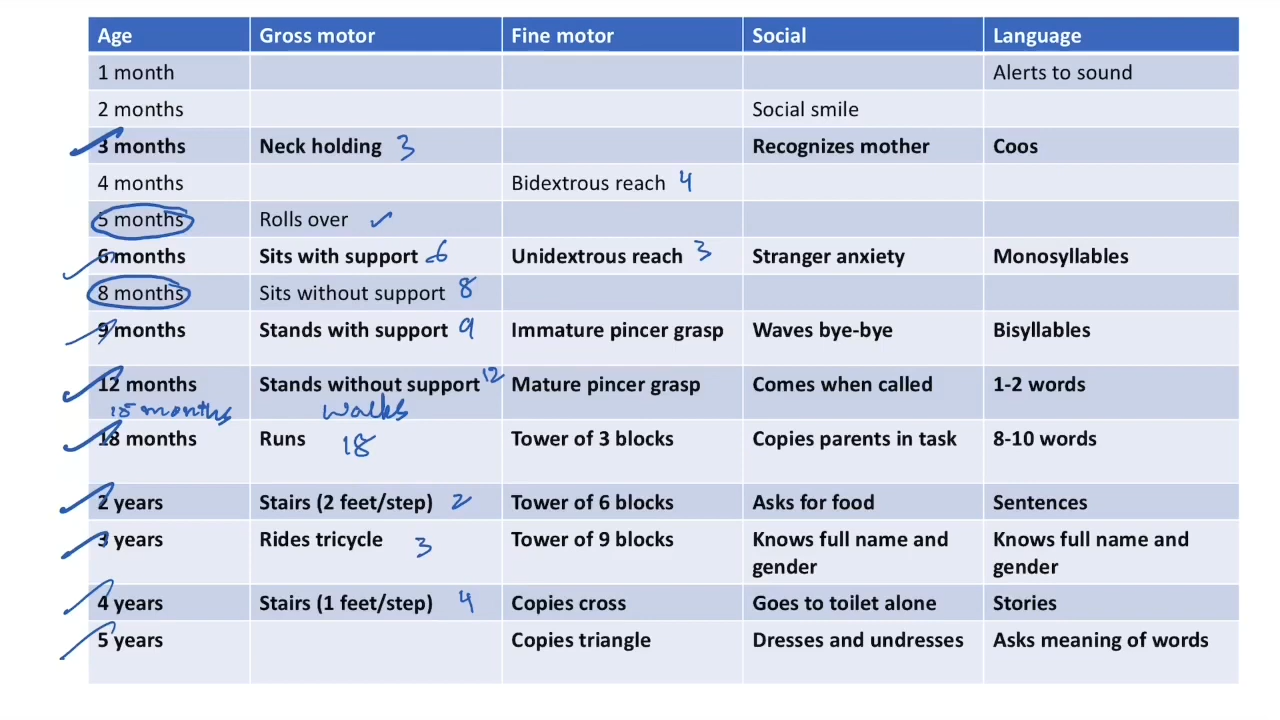 Age Gross motor Fine motor Social Language
1 month Alerts to sound
2 months Social smile
3 months Neck holding 3 Recognizes mother Coos
4 months Bidextrous reach 4
5 months Rolls over
6 months Sits with support 6 Unidextrous reach 3 Stranger anxiety Monosyllables
8 months Sits without support 8
9 months Stands with support 9 Immature pincer grasp Waves bye-bye Bisyllables
12 months Stands without support 12 Mature pincer grasp Comes when called 1-2 words
15 months walks
18 months Runs 18 Tower of 3 blocks Copies parents in task 8-10 words
2 years Stairs (2 feet/step) 2 Tower of 6 blocks Asks for food Sentences
3 years Rides tricycle 3 Tower of 9 blocks Knows full name and Knows full name and
gender gender
4 years Stairs (1 feet/step) 4 Copies cross Goes to toilet alone Stories
5 years Copies triangle Dresses and undresses Asks meaning of words